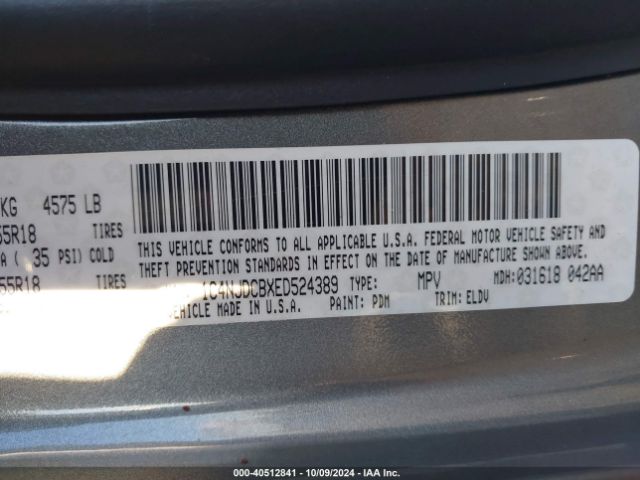 KG 4575 LB
55R18 TIRES
A ( 35 PSI) COLD
55R18 TIRES
THIS VEHICLE CONFORMS TO ALL APPLICABLE U.S.A. FEDERAL MOTOR VEHICLE SAFETY AND
THEFT PREVENTION STANDARDS IN EFFECT ON THE DATE OF MANUFACTURE SHOWN ABOVE.
1C4NJDCBXED524389 TYPE: MPV MDH: 031618 042AA
VEHICLE MADE IN U.S.A. PAINT: PDM TRIM: ELDV
000-40512841 - 10/09/2024 - IAA Inc.